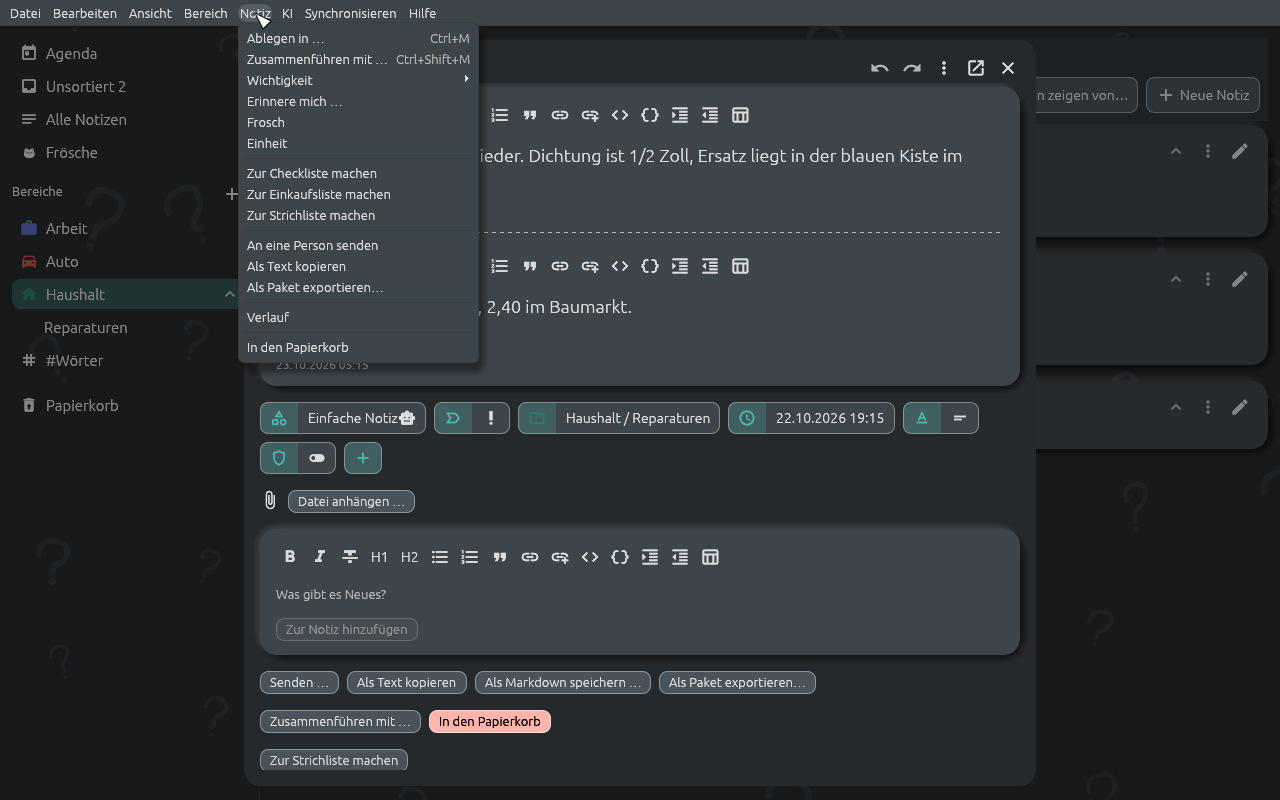 Datei Bearbeiten Ansicht Bereich Notiz KI Synchronisieren Hilfe
Agenda
Unsortiert 2
Alle Notizen
Frösche
Bereiche
Arbeit
Auto
Haushalt
Reparaturen
#Wörter
Papierkorb
Ablegen in … Ctrl+M
Zusammenführen mit … Ctrl+Shift+M
Wichtigkeit
Erinnere mich …
Frosch
Einheit
Zur Checkliste machen
Zur Einkaufsliste machen
Zur Strichliste machen
An eine Person senden
Als Text kopieren
Als Paket exportieren…
Verlauf
In den Papierkorb
n zeigen von…
Neue Notiz
ieder. Dichtung ist 1/2 Zoll, Ersatz liegt in der blauen Kiste im
, 2,40 im Baumarkt.
23.10.2026 05:15
Einfache Notiz
Haushalt / Reparaturen
22.10.2026 19:15
Datei anhängen …
H1 H2
Was gibt es Neues?
Zur Notiz hinzufügen
Senden … Als Text kopieren Als Markdown speichern … Als Paket exportieren…
Zusammenführen mit … In den Papierkorb
Zur Strichliste machen